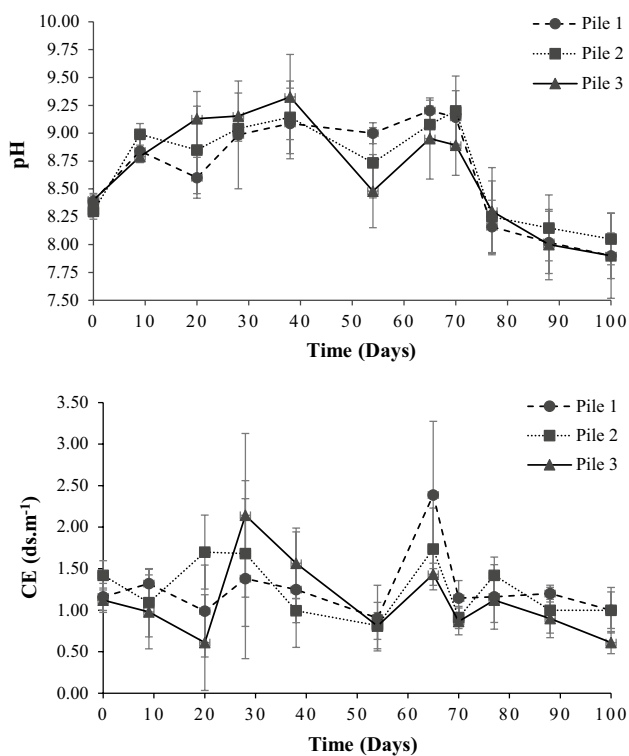 10.00
9.75
9.50
9.25
9.00
8.75
8.50
8.25
8.00
7.75
7.50
pH
0 10 20 30 40 50 60 70 80 90 100
Time (Days)
Pile 1
Pile 2
Pile 3
3.50
3.00
2.50
2.00
1.50
1.00
0.50
0.00
CE (ds.m-1)
0 10 20 30 40 50 60 70 80 90 100
Time (Days)
Pile 1
Pile 2
Pile 3